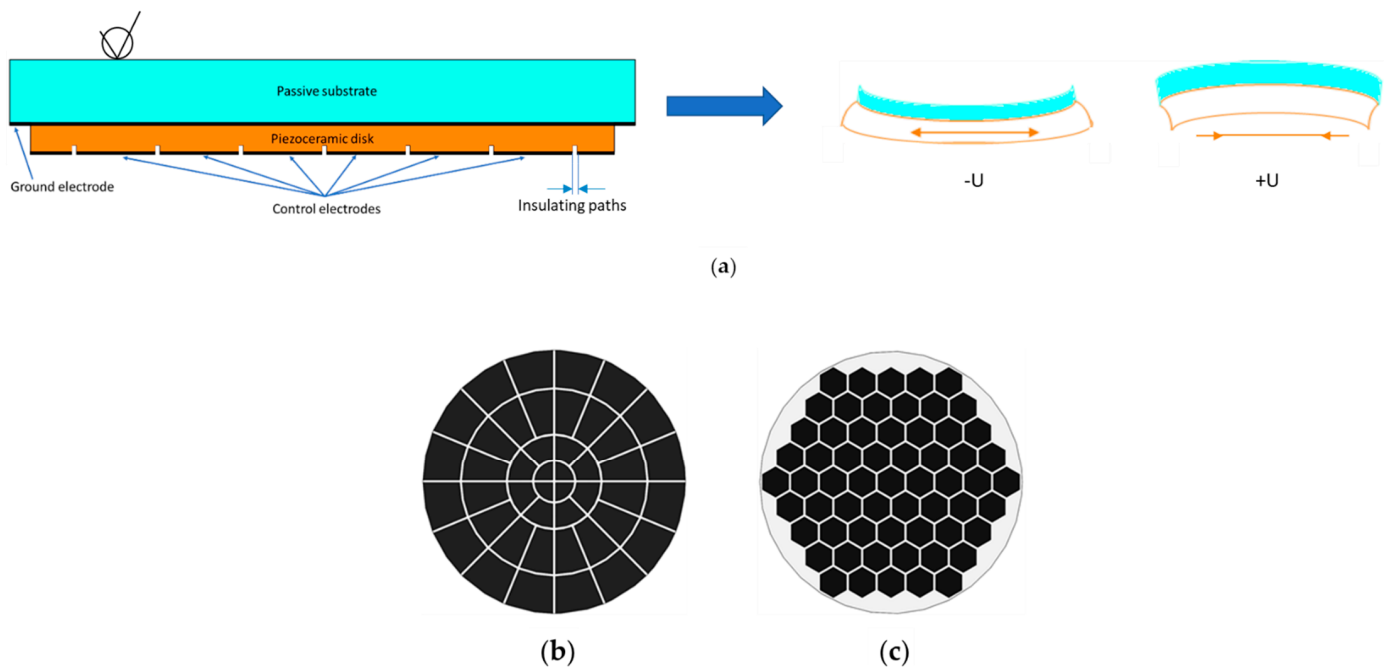 Passive substrate
Piezoceramic disk
Ground electrode
Control electrodes
Insulating paths
-U
+U
(a)
(b)
(c)